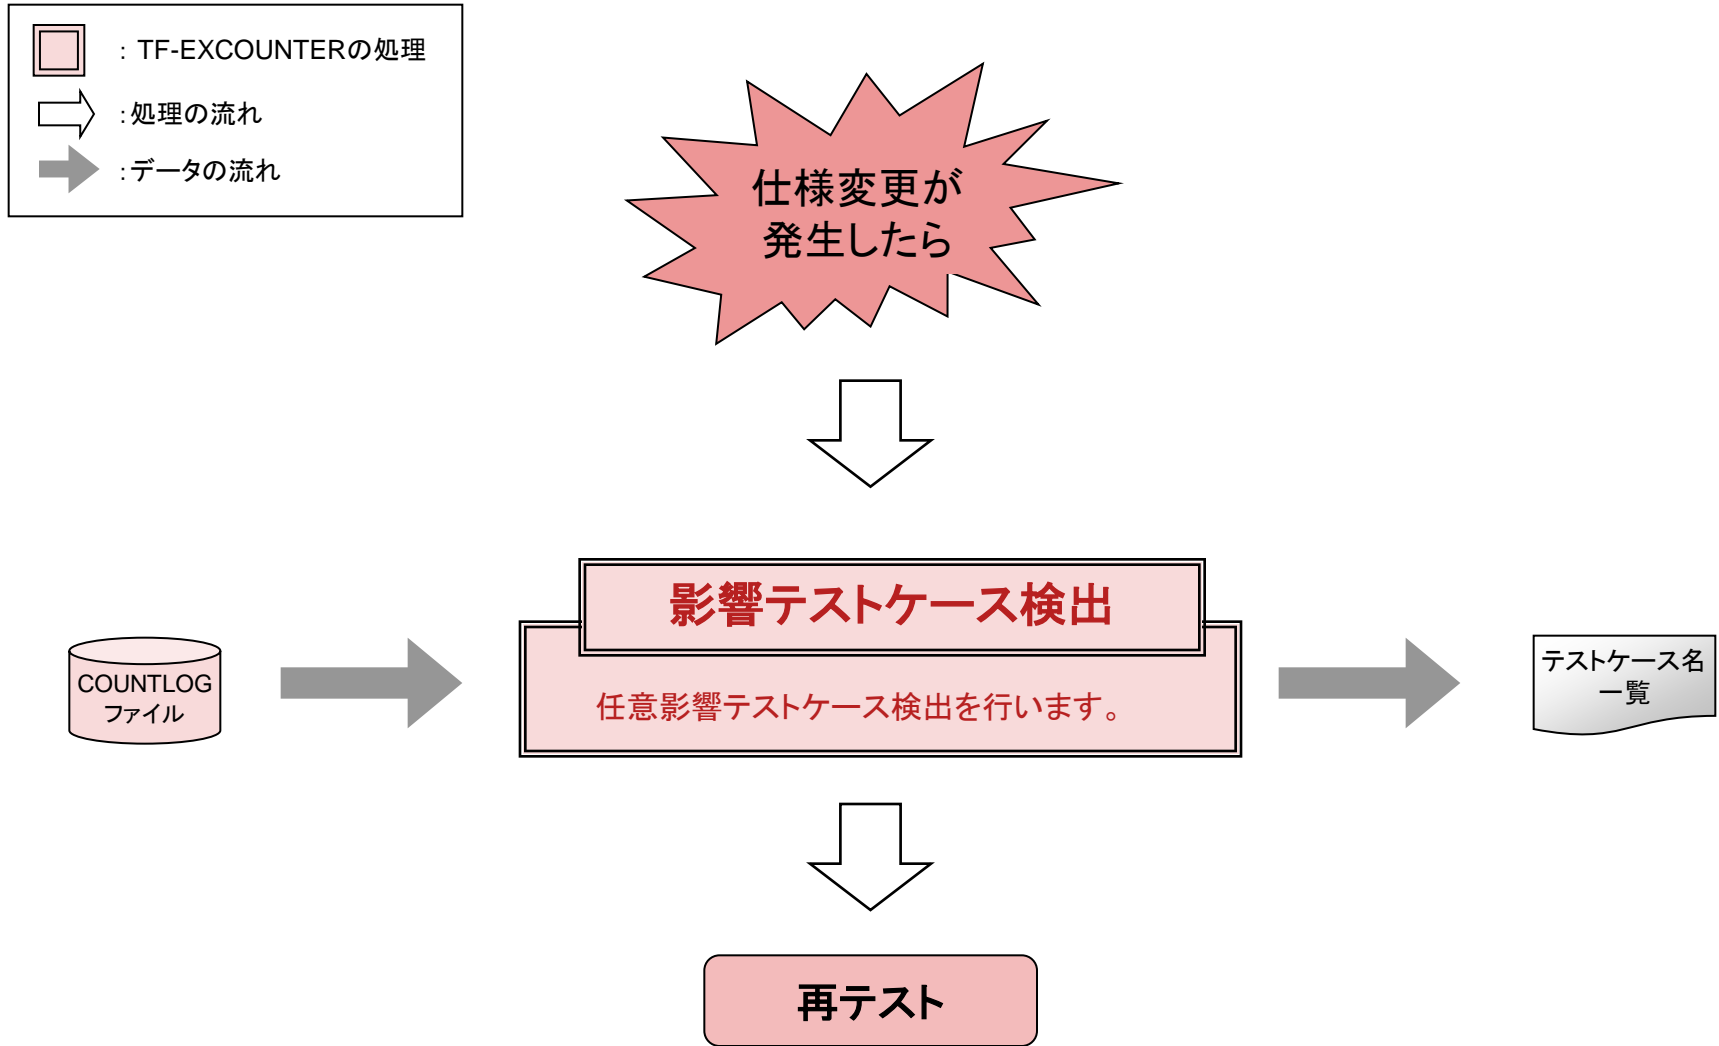 : TF-EXCOUNTERの処理
:処理の流れ
:データの流れ
仕様変更が
発生したら
影響テストケース検出
任意影響テストケース検出を行います。
COUNTLOG
ファイル
テストケース名
一覧
再テスト